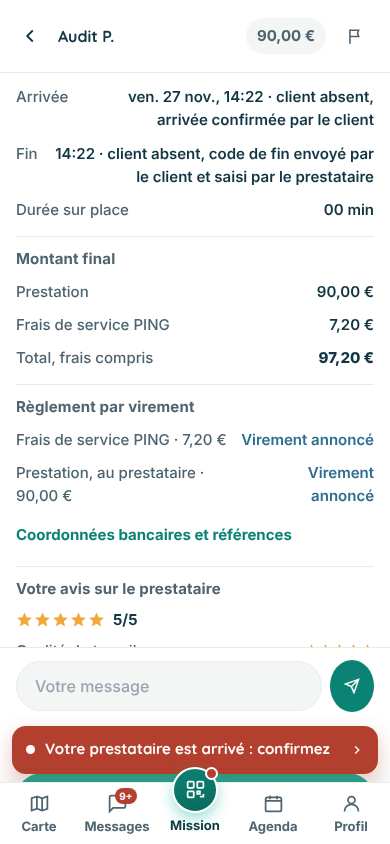 Audit P.
90,00 €
Arrivée
ven. 27 nov., 14:22 · client absent,
arrivée confirmée par le client
Fin
14:22 · client absent, code de fin envoyé par
le client et saisi par le prestataire
Durée sur place
00 min
Montant final
Prestation
90,00 €
Frais de service PING
7,20 €
Total, frais compris
97,20 €
Règlement par virement
Frais de service PING · 7,20 €
Virement annoncé
Prestation, au prestataire ·
90,00 €
Virement
annoncé
Coordonnées bancaires et références
Votre avis sur le prestataire
5/5
Votre message
Votre prestataire est arrivé : confirmez
9+
Carte
Messages
Mission
Agenda
Profil